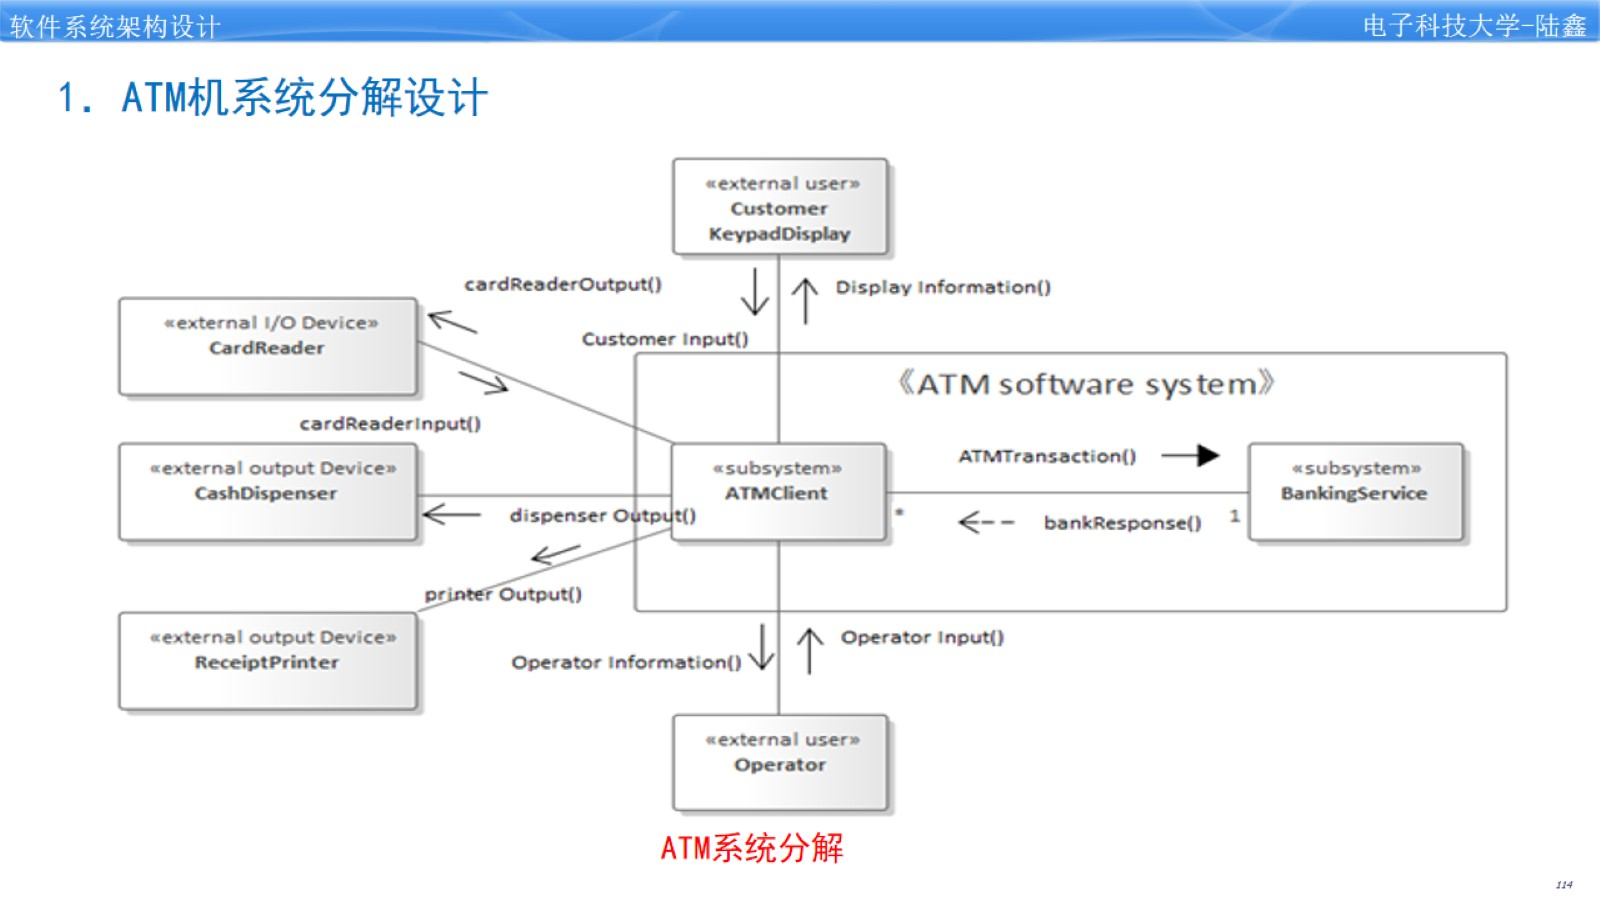 软件系统架构设计
电子科技大学-陆鑫
1. ATM机系统分解设计
«external user»
Customer
KeypadDisplay
cardReaderOutput()
Display Information()
«external I/O Device»
CardReader
Customer Input()
《ATM software system》
cardReaderInput()
«external output Device»
CashDispenser
«subsystem»
ATMClient
ATMTransaction()
«subsystem»
BankingService
dispenser Output()
*
bankResponse()
1
printer Output()
«external output Device»
ReceiptPrinter
Operator Information()
Operator Input()
«external user»
Operator
ATM系统分解
114